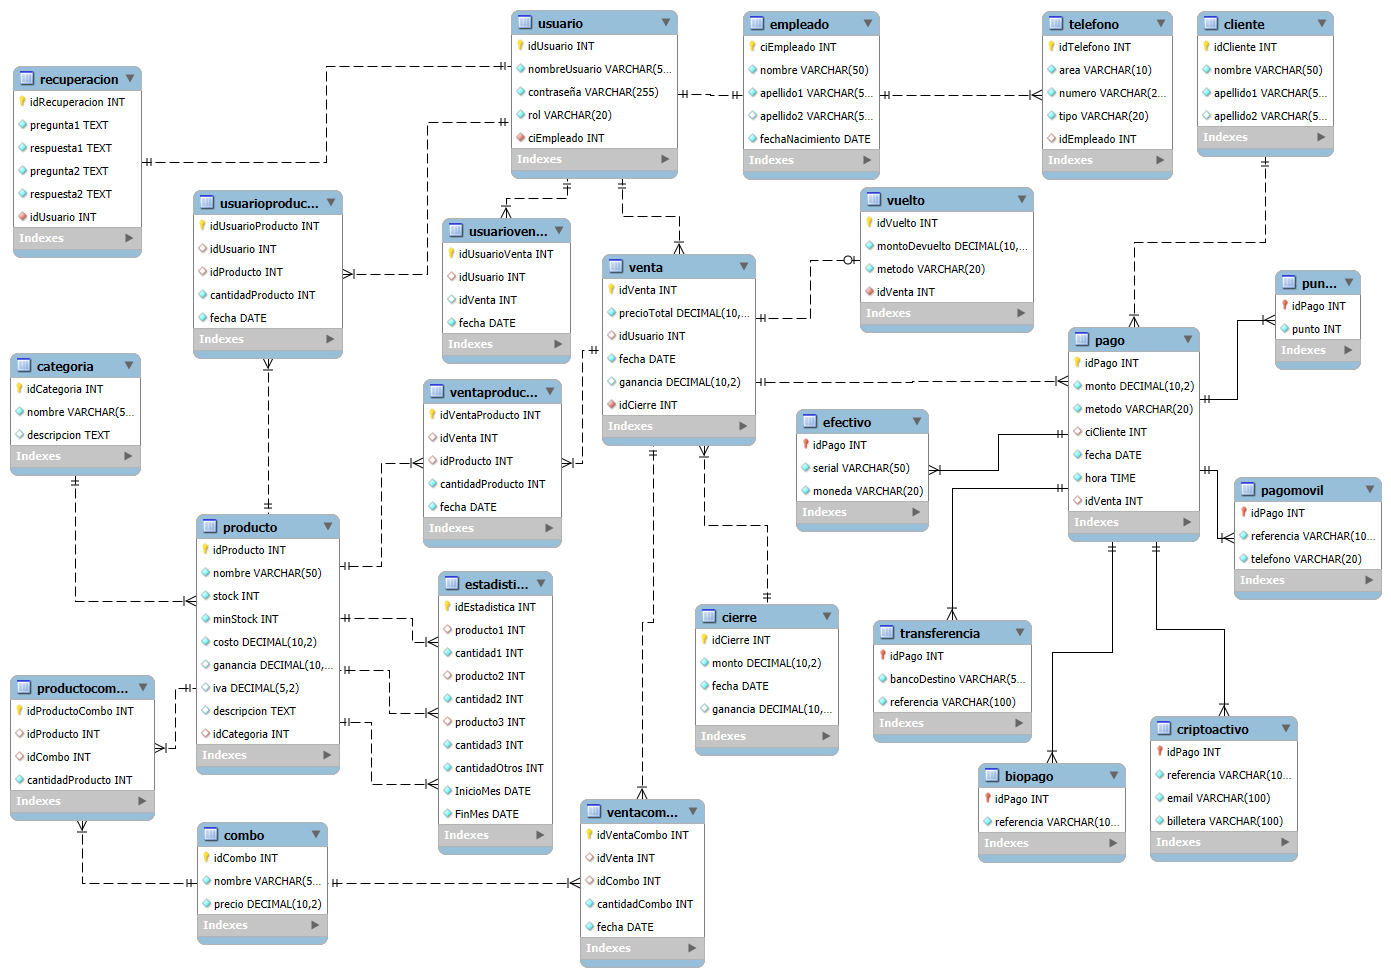 usuario
idUsuario INT
nombreUsuario VARCHAR(5...
contraseña VARCHAR(255)
rol VARCHAR(20)
ciEmpleado INT
Indexes
empleado
ciEmpleado INT
nombre VARCHAR(50)
apellido1 VARCHAR(5...
apellido2 VARCHAR(5...
fechaNacimiento DATE
Indexes
telefono
idTelefono INT
area VARCHAR(10)
numero VARCHAR(2...
tipo VARCHAR(20)
idEmpleado INT
Indexes
cliente
idCliente INT
nombre VARCHAR(50)
apellido1 VARCHAR(5...
apellido2 VARCHAR(5...
Indexes
recuperacion
idRecuperacion INT
pregunta1 TEXT
respuesta1 TEXT
pregunta2 TEXT
respuesta2 TEXT
idUsuario INT
Indexes
usuarioproduc...
idUsuarioProducto INT
idUsuario INT
idProducto INT
cantidadProducto INT
fecha DATE
Indexes
usuarioven...
idUsuarioVenta INT
idUsuario INT
idVenta INT
fecha DATE
Indexes
venta
idVenta INT
precioTotal DECIMAL(10,...
idUsuario INT
fecha DATE
ganancia DECIMAL(10,2)
idCierre INT
Indexes
vuelto
idVuelto INT
montoDevuelto DECIMAL(10,...
metodo VARCHAR(20)
idVenta INT
Indexes
pun...
idPago INT
punto INT
Indexes
pago
idPago INT
monto DECIMAL(10,2)
metodo VARCHAR(20)
ciCliente INT
fecha DATE
hora TIME
idVenta INT
Indexes
categoria
idCategoria INT
nombre VARCHAR(5...
descripcion TEXT
Indexes
ventaproduc...
idVentaProducto INT
idVenta INT
idProducto INT
cantidadProducto INT
fecha DATE
Indexes
efectivo
idPago INT
serial VARCHAR(50)
moneda VARCHAR(20)
Indexes
pagomovil
idPago INT
referencia VARCHAR(10...
telefono VARCHAR(20)
Indexes
producto
idProducto INT
nombre VARCHAR(50)
stock INT
minStock INT
costo DECIMAL(10,2)
ganancia DECIMAL(10,...
iva DECIMAL(5,2)
descripcion TEXT
idCategoria INT
Indexes
estadisti...
idEstadistica INT
producto1 INT
cantidad1 INT
producto2 INT
cantidad2 INT
producto3 INT
cantidad3 INT
cantidadOtros INT
InicioMes DATE
FinMes DATE
Indexes
cierre
idCierre INT
monto DECIMAL(10,2)
fecha DATE
ganancia DECIMAL(10,...
Indexes
transferencia
idPago INT
bancoDestino VARCHAR(5...
referencia VARCHAR(100)
Indexes
productocom...
idProductoCombo INT
idProducto INT
idCombo INT
cantidadProducto INT
Indexes
criptoactivo
idPago INT
referencia VARCHAR(10...
email VARCHAR(100)
billetera VARCHAR(100)
Indexes
biopago
idPago INT
referencia VARCHAR(10...
Indexes
combo
idCombo INT
nombre VARCHAR(5...
precio DECIMAL(10,2)
Indexes
ventacom...
idVentaCombo INT
idVenta INT
idCombo INT
cantidadCombo INT
fecha DATE
Indexes